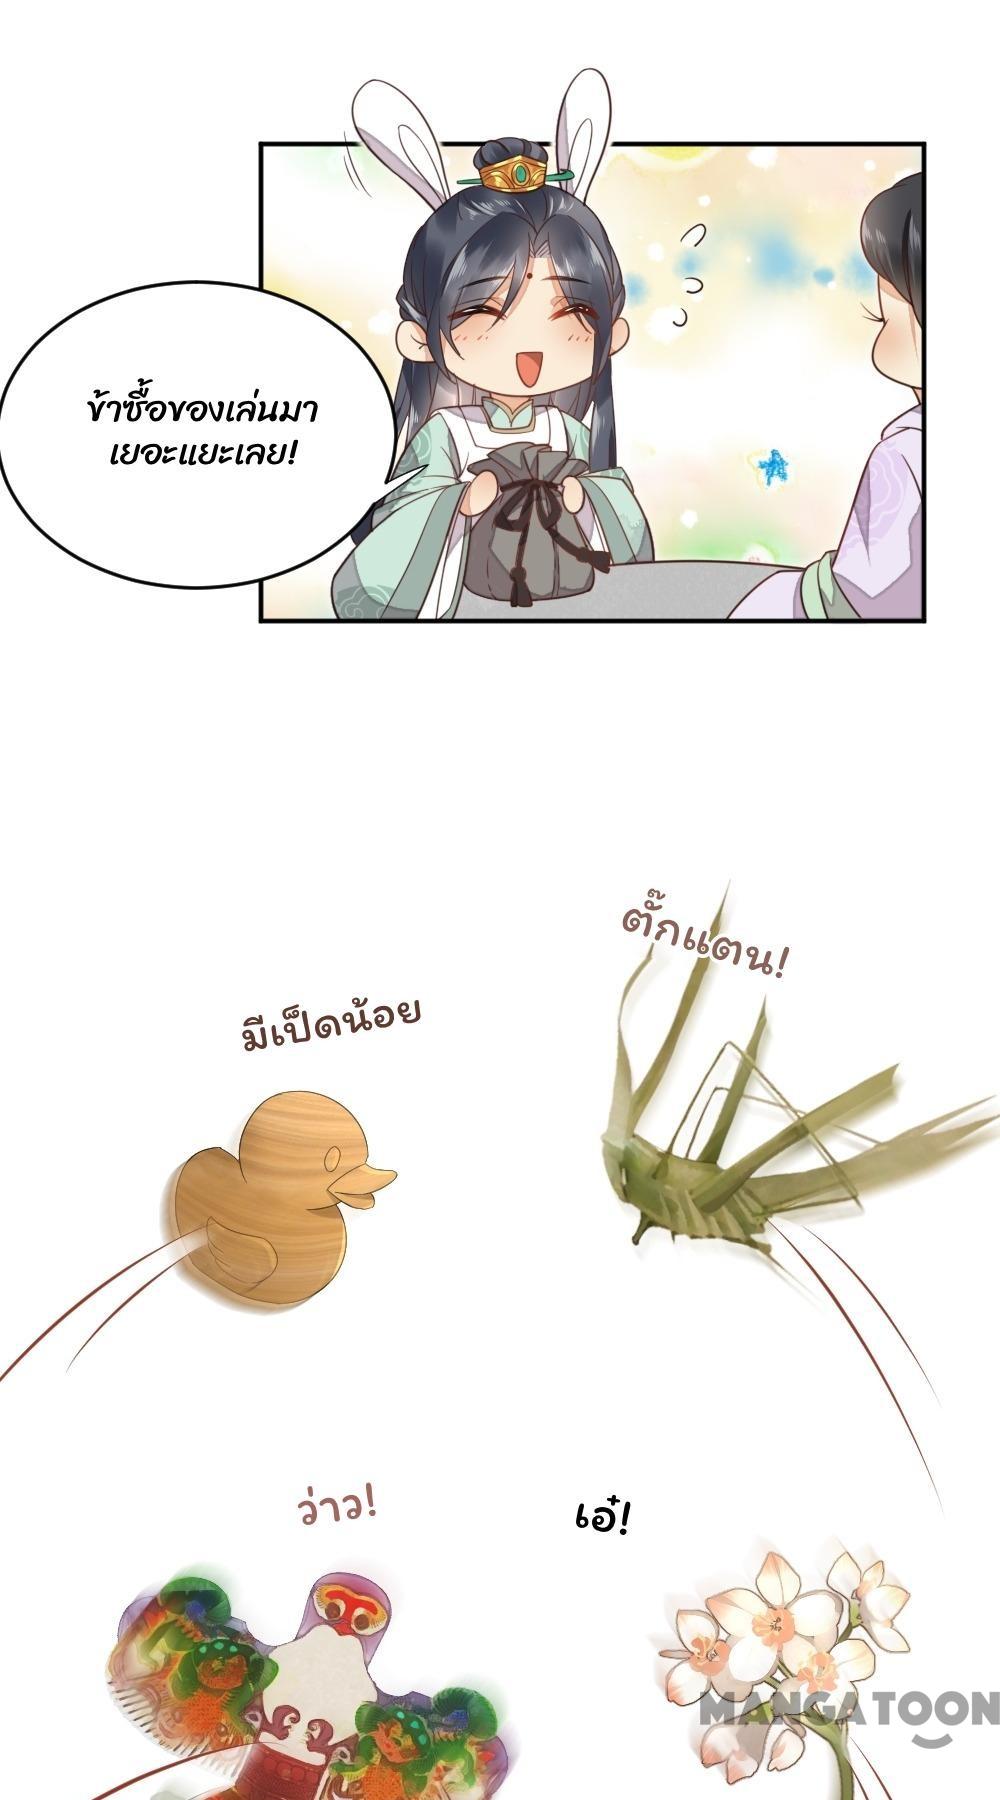 ข้าซื้อของเล่นมา
เยอะแยะเลย!
ตั๊กแตน!
มีเป็ดน้อย
ว่าว!
เอ๋!
MANGATOON